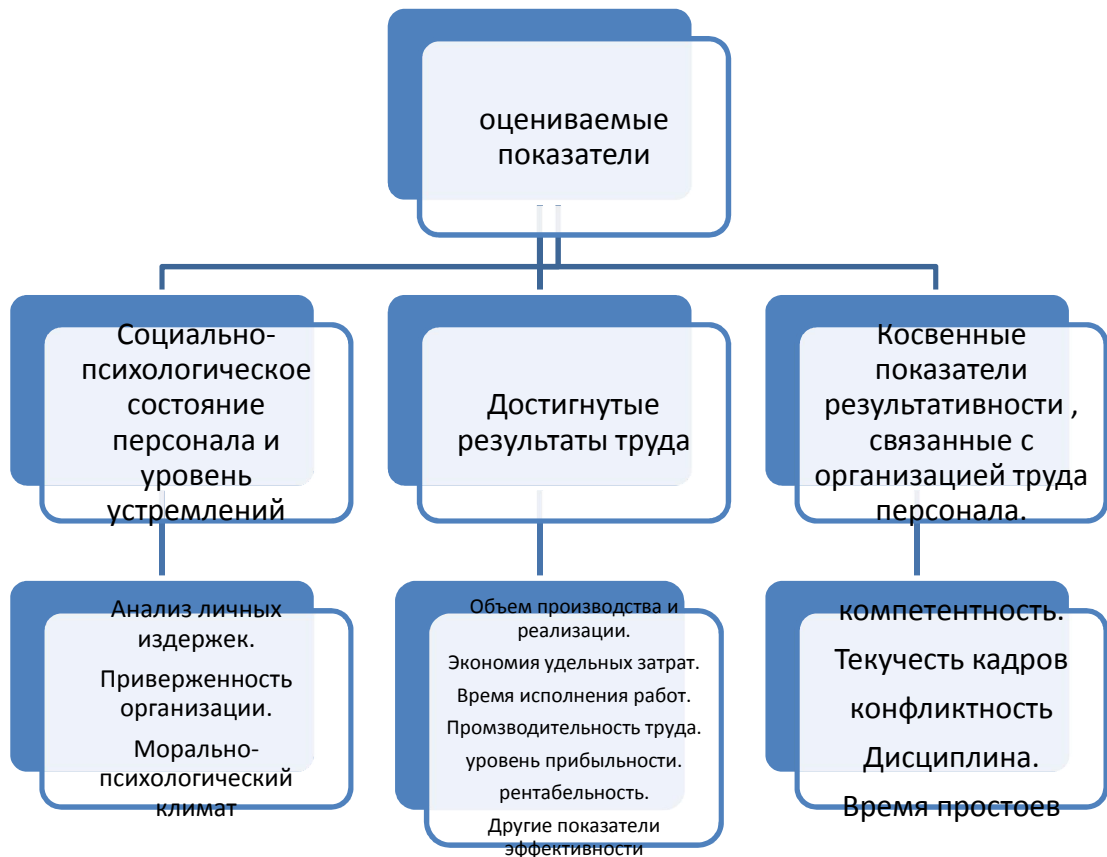 оцениваемые
показатели
Социально-
психологическое
состояние
персонала и
уровень
устремлений
Достигнутые
результаты труда
Косвенные
показатели
результативности ,
связанные с
организацией труда
персонала.
Анализ личных
издержек.
Приверженность
организации.
Морально-
психологический
климат
Объем производства и
реализации.
Экономия удельных затрат.
Время исполнения работ.
Промзводительность труда.
уровень прибыльности.
рентабельность.
Другие показатели
эффективности
компетентность.
Текучесть кадров
конфликтность
Дисциплина.
Время простоев